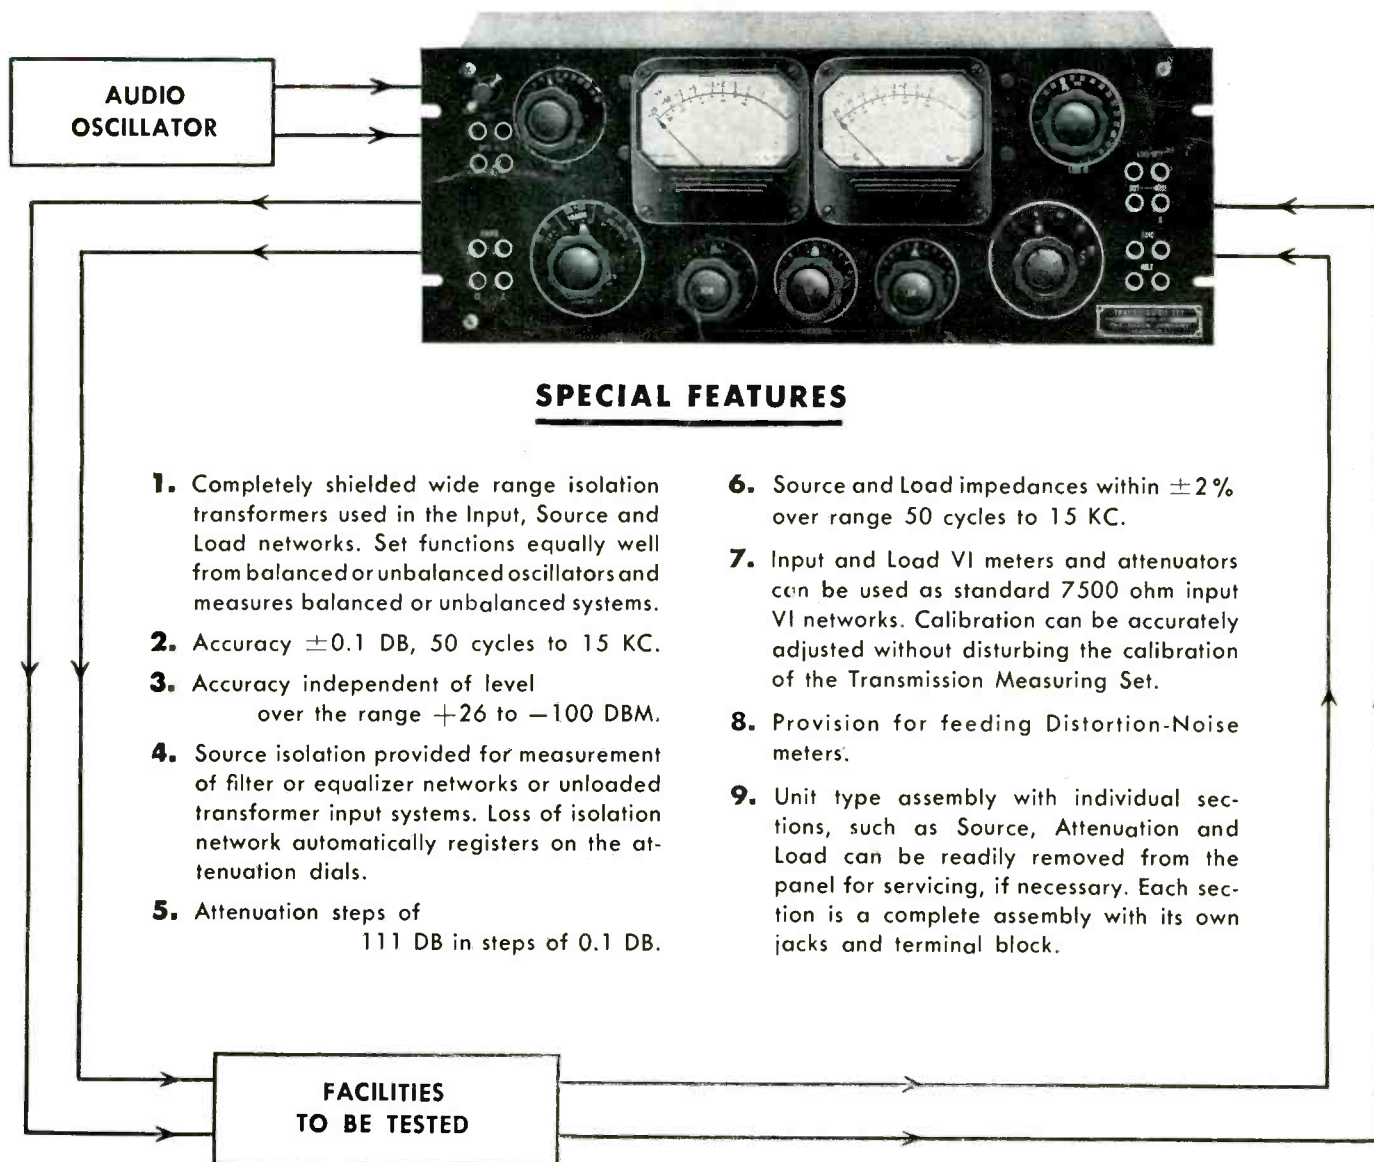 AUDIO
OSCILLATOR
SPECIAL FEATURES
1. Completely shielded wide range isolation
transformers used in the Input, Source and
Load networks. Set functions equally well
from balanced or unbalanced oscillators and
measures balanced or unbalanced systems.
2. Accuracy ±0.1 DB, 50 cycles to 15 KC.
3. Accuracy independent of level
over the range +26 to −100 DBM.
4. Source isolation provided for measurement
of filter or equalizer networks or unloaded
transformer input systems. Loss of isolation
network automatically registers on the at-
tenuation dials.
5. Attenuation steps of
111 DB in steps of 0.1 DB.
6. Source and Load impedances within ±2%
over range 50 cycles to 15 KC.
7. Input and Load VI meters and attenuators
can be used as standard 7500 ohm input
VI networks. Calibration can be accurately
adjusted without disturbing the calibration
of the Transmission Measuring Set.
8. Provision for feeding Distortion-Noise
meters.
9. Unit type assembly with individual sec-
tions, such as Source, Attenuation and
Load can be readily removed from the
panel for servicing, if necessary. Each sec-
tion is a complete assembly with its own
jacks and terminal block.
FACILITIES
TO BE TESTED